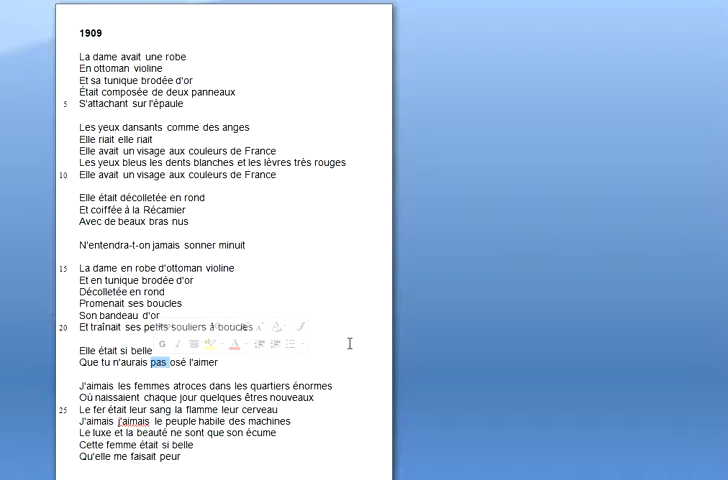 1909
La dame avait une robe
En ottoman violine
Et sa tunique brodée d'or
Était composée de deux panneaux
5 S'attachant sur l'épaule
Les yeux dansants comme des anges
Elle riait elle riait
Elle avait un visage aux couleurs de France
Les yeux bleus les dents blanches et les lèvres très rouges
10 Elle avait un visage aux couleurs de France
Elle était décolletée en rond
Et coiffée à la Récamier
Avec de beaux bras nus
N'entendra-t-on jamais sonner minuit
15 La dame en robe d'ottoman violine
Et en tunique brodée d'or
Décolletée en rond
Promenait ses boucles
Son bandeau d'or
20 Et traînait ses petits souliers à boucles
Elle était si belle
Que tu n'aurais pas osé l'aimer
J'aimais les femmes atroces dans les quartiers énormes
Où naissaient chaque jour quelques êtres nouveaux
25 Le fer était leur sang la flamme leur cerveau
J'aimais j'aimais le peuple habile des machines
Le luxe et la beauté ne sont que son écume
Cette femme était si belle
Qu'elle me faisait peur